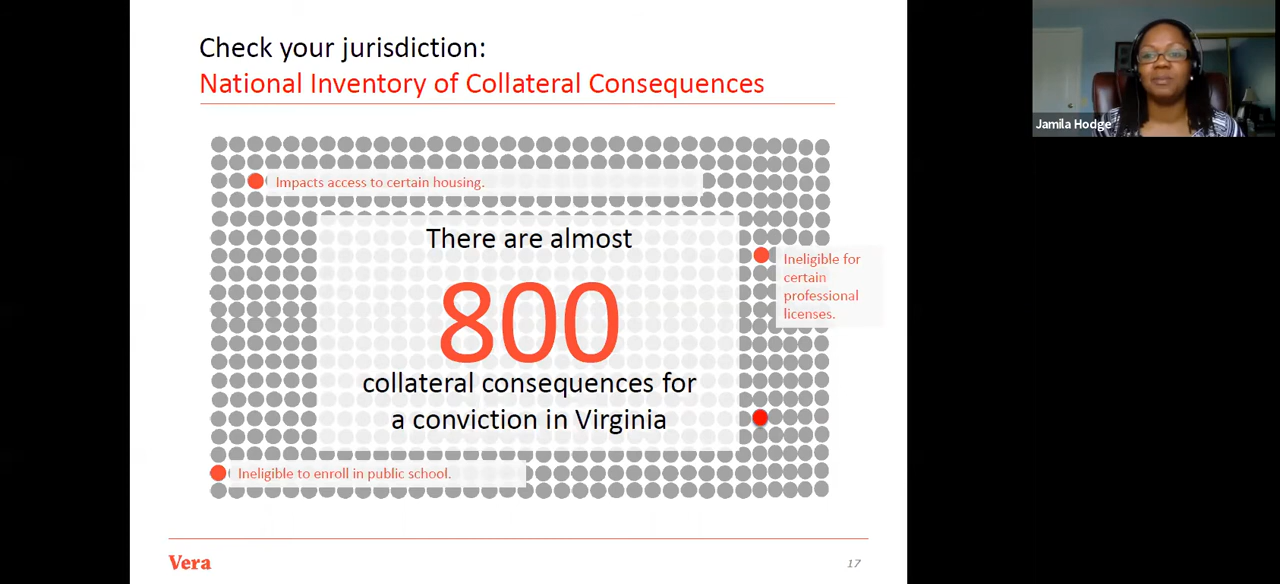 Check your jurisdiction:
National Inventory of Collateral Consequences
Jamila Hodge
Impacts access to certain housing.
There are almost
800
collateral consequences for
a conviction in Virginia
Ineligible for
certain
professional
licenses.
Ineligible to enroll in public school.
Vera
17